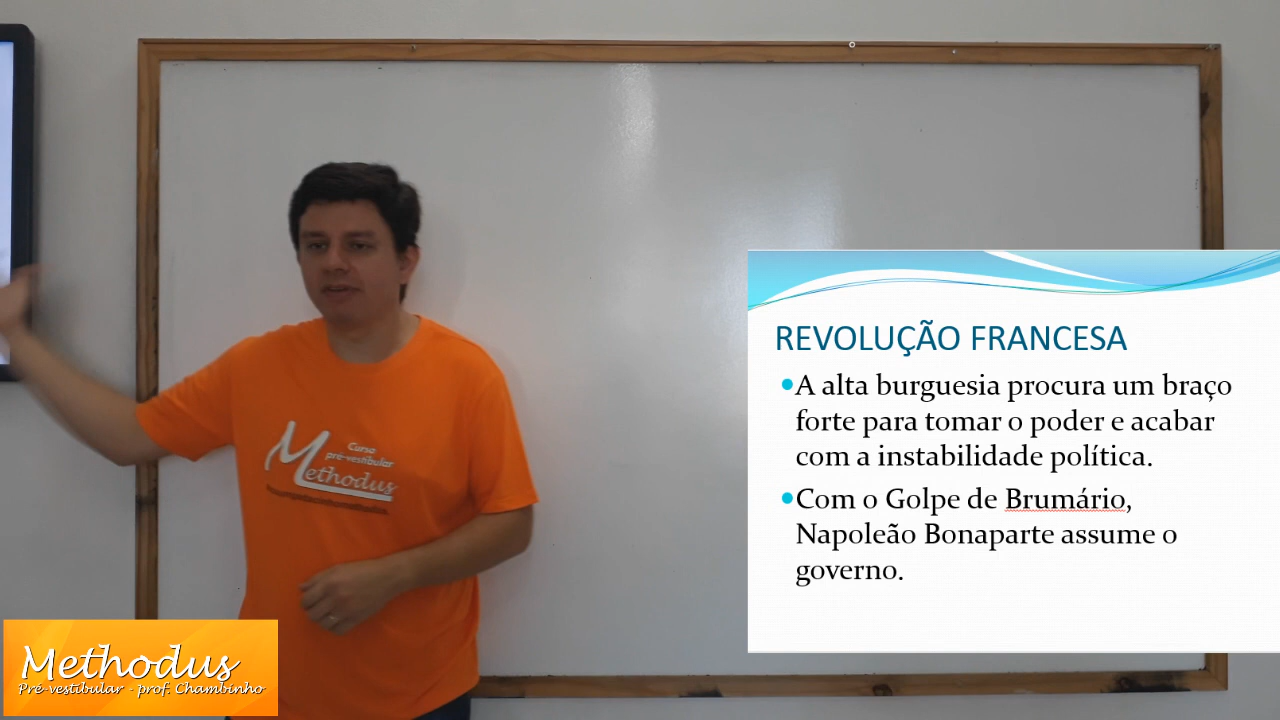 REVOLUÇÃO FRANCESA
A alta burguesia procura um braço
forte para tomar o poder e acabar
com a instabilidade política.
Com o Golpe de Brumário,
Napoleão Bonaparte assume o
governo.
Curso
pré-vestibular
Methodus
Methodus
Pré-vestibular - prof. Chambinho